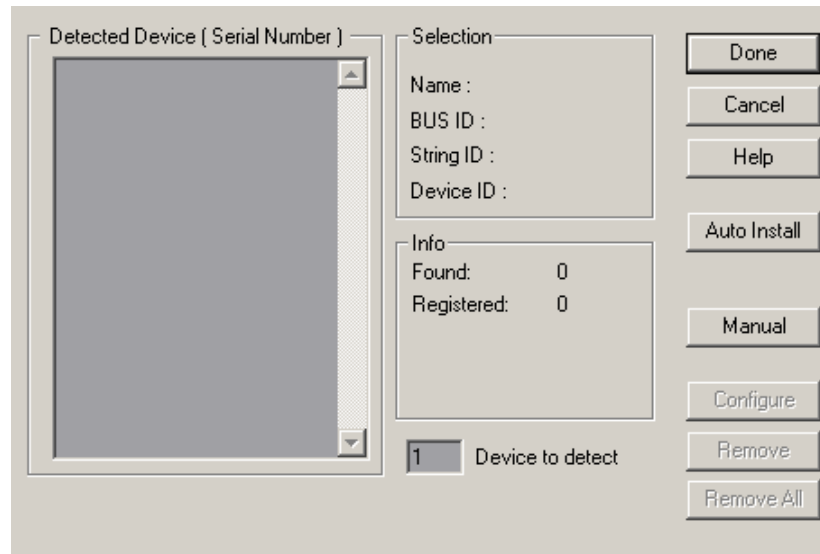 Detected Device ( Serial Number )
Selection
Name :
BUS ID :
String ID :
Device ID :
Info
Found: 0
Registered: 0
1 Device to detect
Done
Cancel
Help
Auto Install
Manual
Configure
Remove
Remove All